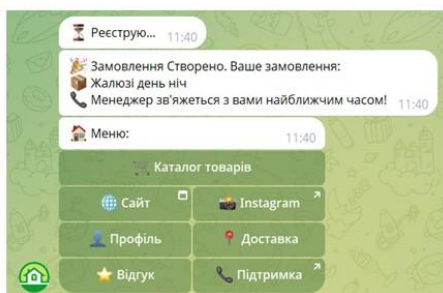 ⏳ Реєструю... 11:40
🎉 Замовлення Створено. Ваше замовлення:
📦 Жалюзі день ніч
📞 Менеджер зв'яжеться з вами найближчим часом! 11:40
🏠 Меню: 11:40
🛒 Каталог товарів
🌐 Сайт
📸 Instagram
👤 Профіль
📍 Доставка
⭐ Відгук
📞 Підтримка